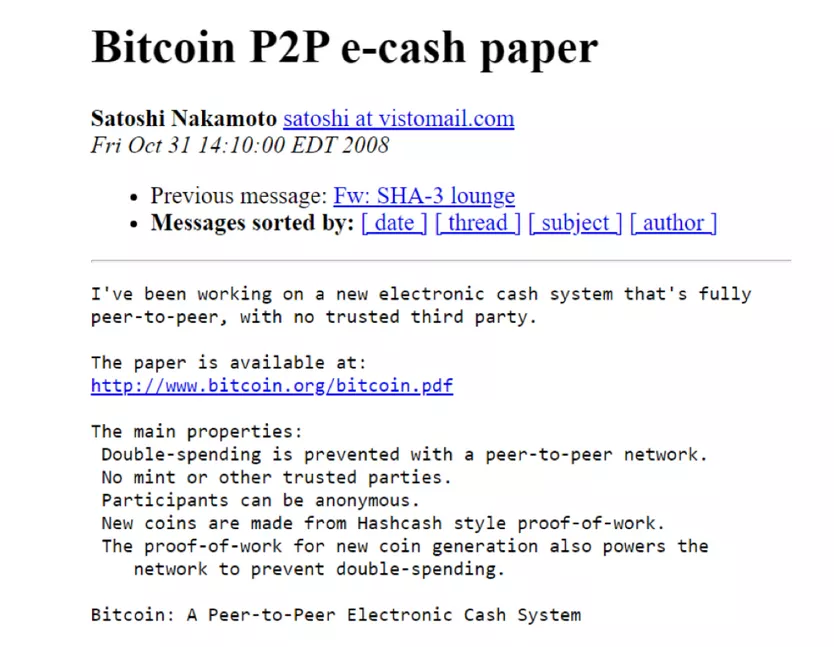 Bitcoin P2P e-cash paper
Satoshi Nakamoto satoshi at vistomail.com
Fri Oct 31 14:10:00 EDT 2008
• Previous message: Fw: SHA-3 lounge
• Messages sorted by: [ date ] [ thread ] [ subject ] [ author ]
I've been working on a new electronic cash system that's fully
peer-to-peer, with no trusted third party.
The paper is available at:
http://www.bitcoin.org/bitcoin.pdf
The main properties:
Double-spending is prevented with a peer-to-peer network.
No mint or other trusted parties.
Participants can be anonymous.
New coins are made from Hashcash style proof-of-work.
The proof-of-work for new coin generation also powers the
network to prevent double-spending.
Bitcoin: A Peer-to-Peer Electronic Cash System